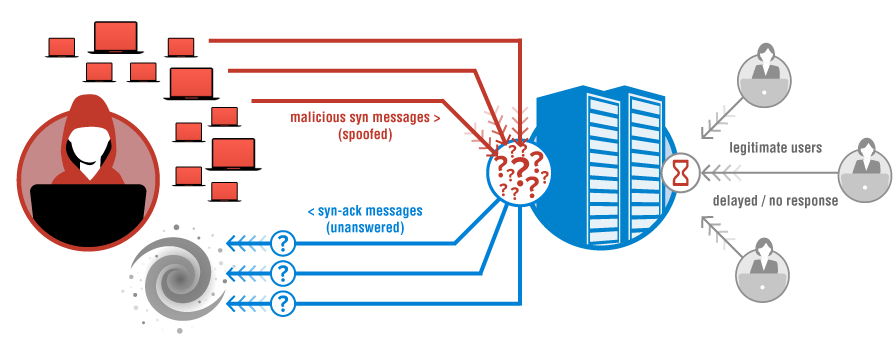 malicious syn messages >
(spoofed)
< syn-ack messages
(unanswered)
legitimate users
delayed / no response